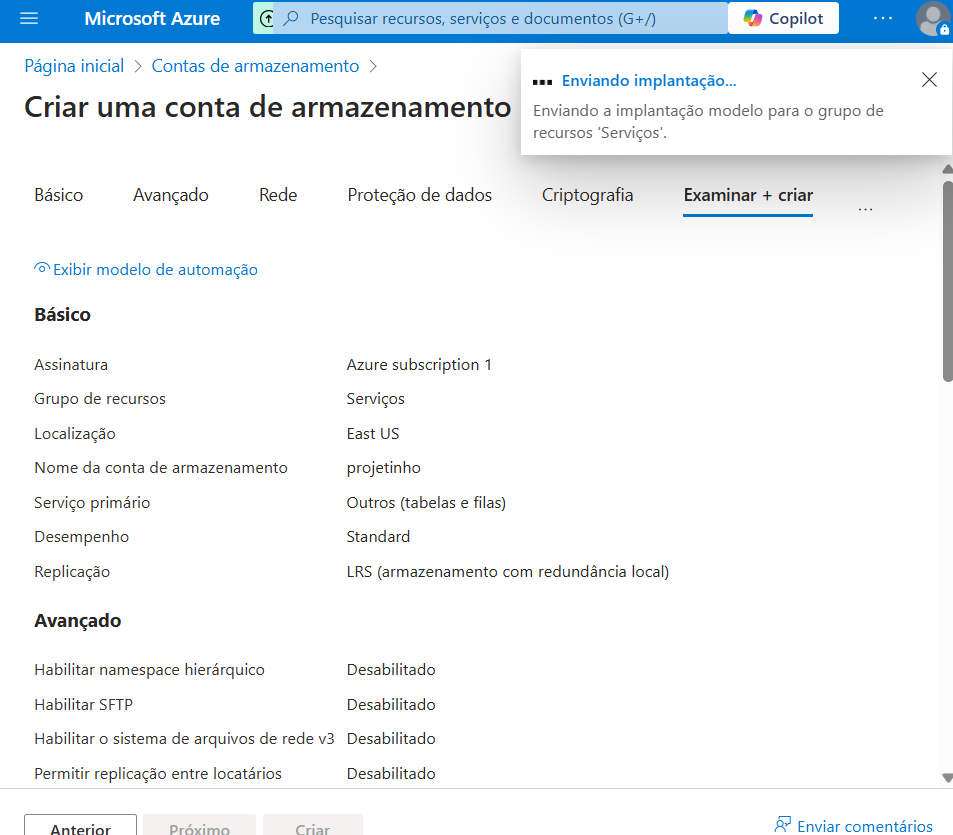 Microsoft Azure
Pesquisar recursos, serviços e documentos (G+/)
Copilot
...
Página inicial > Contas de armazenamento >
Criar uma conta de armazenamento
Enviando implantação...
Enviando a implantação modelo para o grupo de
recursos 'Serviços'.
Básico Avançado Rede Proteção de dados Criptografia Examinar + criar ...
Exibir modelo de automação
Básico
Assinatura Azure subscription 1
Grupo de recursos Serviços
Localização East US
Nome da conta de armazenamento projetinho
Serviço primário Outros (tabelas e filas)
Desempenho Standard
Replicação LRS (armazenamento com redundância local)
Avançado
Habilitar namespace hierárquico Desabilitado
Habilitar SFTP Desabilitado
Habilitar o sistema de arquivos de rede v3 Desabilitado
Permitir replicação entre locatários Desabilitado
Anterior Próximo Criar Enviar comentários